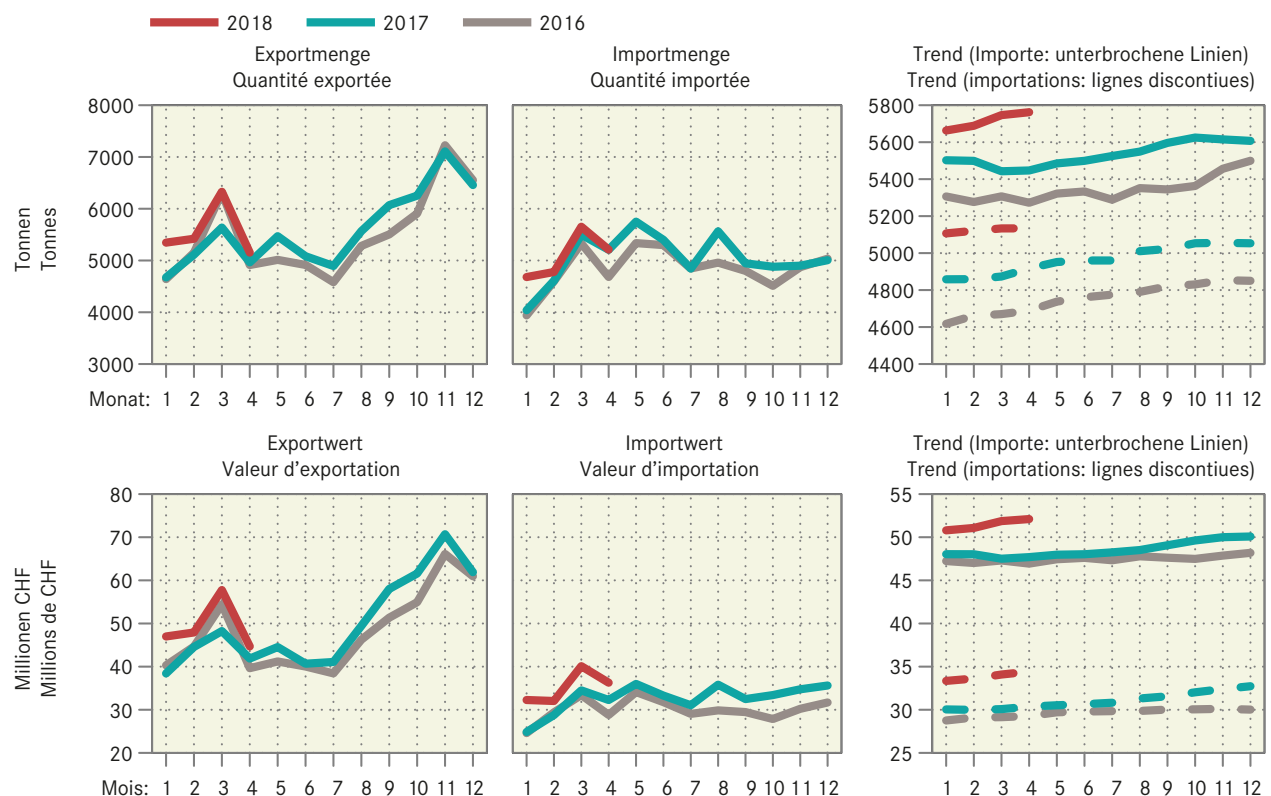 2018 2017 2016
Exportmenge
Quantité exportée
Importmenge
Quantité importée
Trend (Importe: unterbrochene Linien)
Trend (importations: lignes discontiues)
Tonnen
Tonnes
8000
7000
6000
5000
4000
3000
5800
5600
5400
5200
5000
4800
4600
4400
Monat: 1 2 3 4 5 6 7 8 9 10 11 12
1 2 3 4 5 6 7 8 9 10 11 12
1 2 3 4 5 6 7 8 9 10 11 12
Exportwert
Valeur d’exportation
Importwert
Valeur d’importation
Trend (Importe: unterbrochene Linien)
Trend (importations: lignes discontiues)
Millionen CHF
Millions de CHF
80
70
60
50
40
30
20
55
50
45
40
35
30
25
Mois: 1 2 3 4 5 6 7 8 9 10 11 12
1 2 3 4 5 6 7 8 9 10 11 12
1 2 3 4 5 6 7 8 9 10 11 12